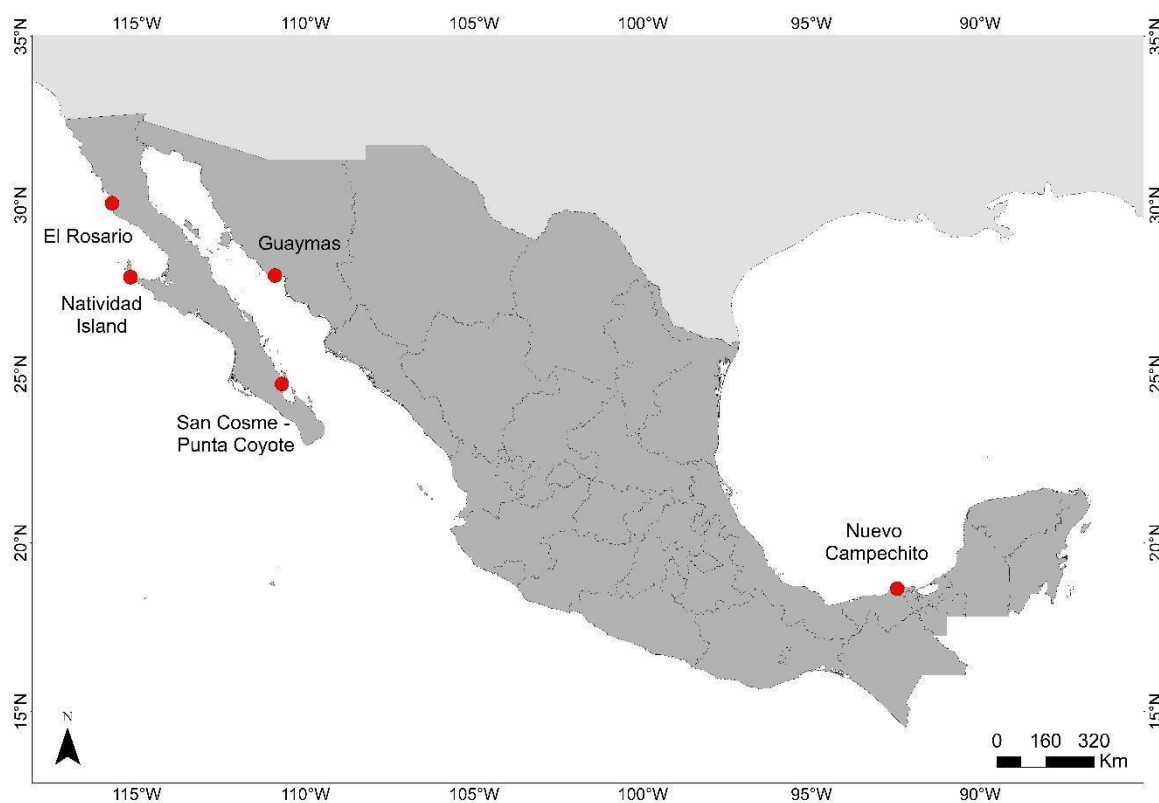 115°W 110°W 105°W 100°W 95°W 90°W
35°N 35°N
30°N 30°N
El Rosario
Guaymas
Natividad
Island
25°N 25°N
San Cosme -
Punta Coyote
Nuevo
Campechito
20°N 20°N
15°N 15°N
N
0 160 320
Km
115°W 110°W 105°W 100°W 95°W 90°W